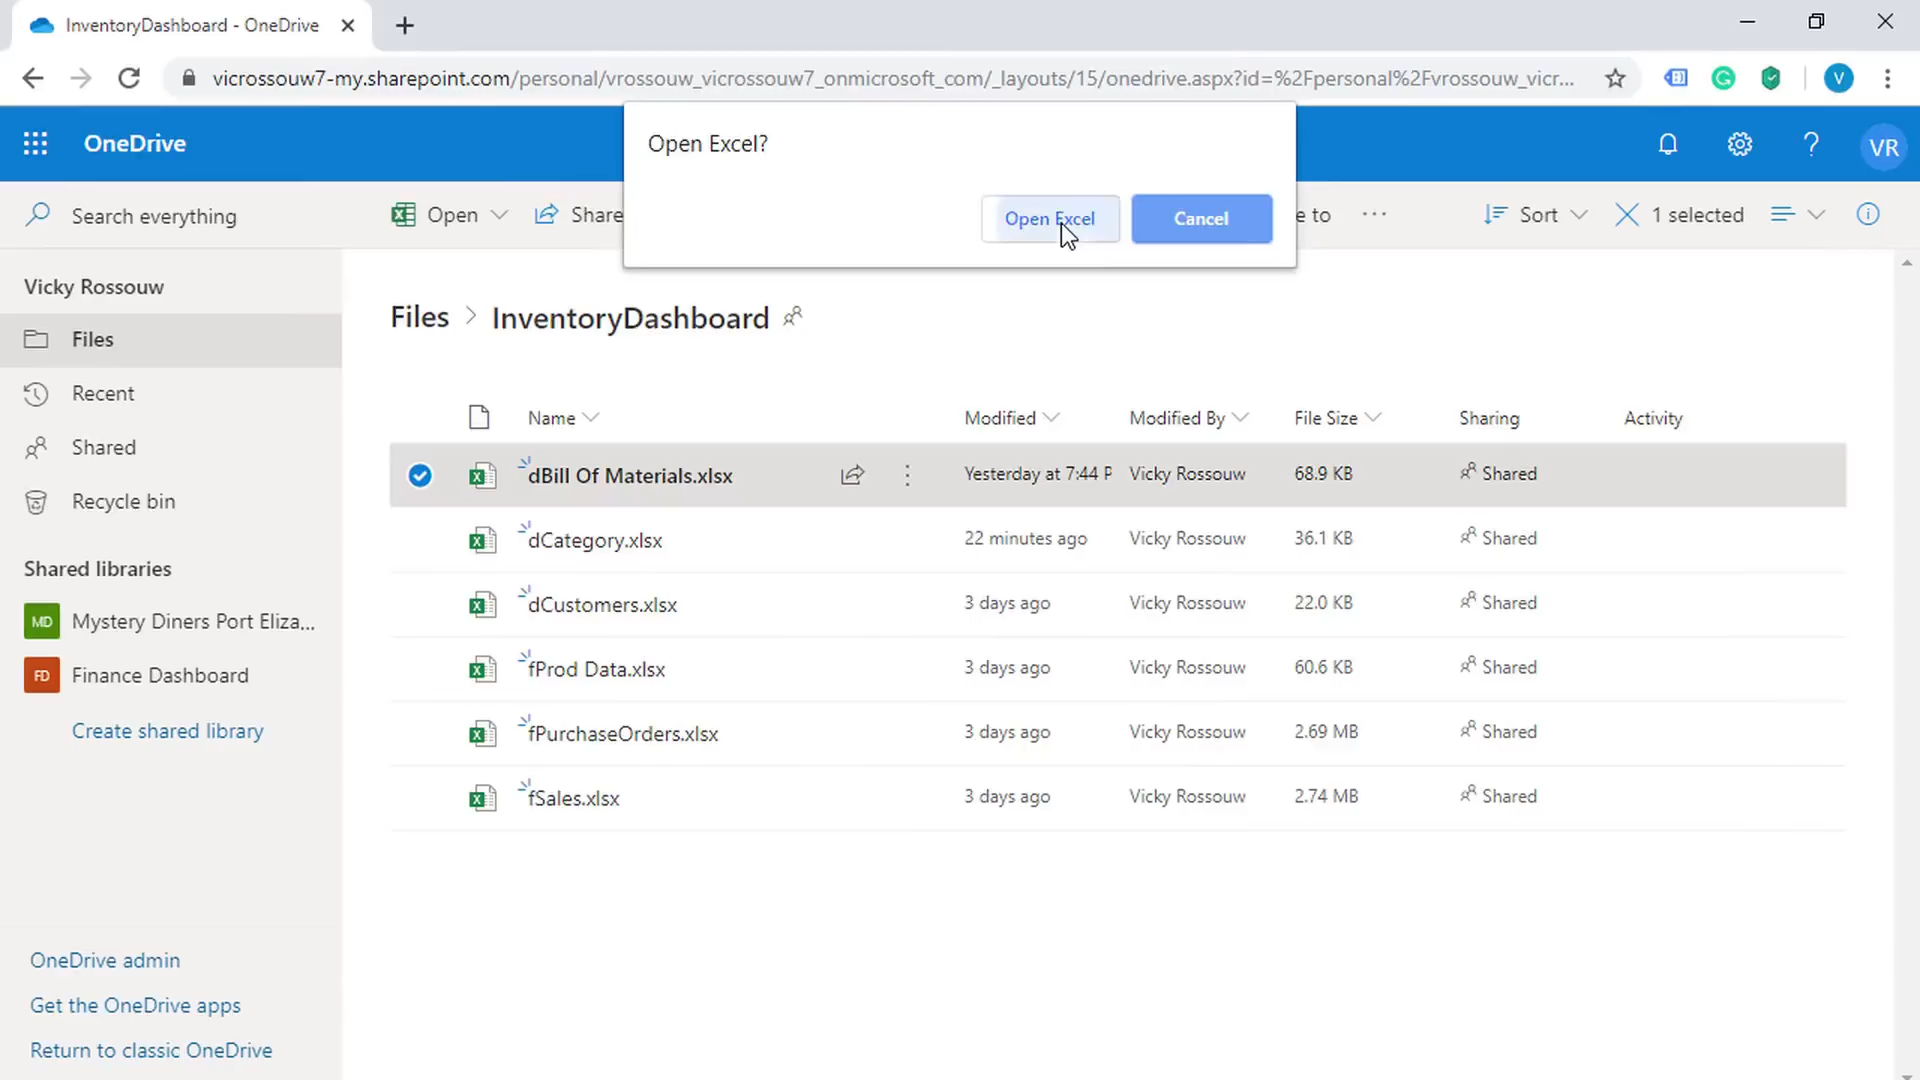 InventoryDashboard - OneDrive
vicrossouw7-my.sharepoint.com/personal/vrossouw_vicrossouw7_onmicrosoft_com/_layouts/15/onedrive.aspx?id=%2Fpersonal%2Fvrossouw_vicr...
V
OneDrive
Open Excel?
VR
Search everything
Open
Share
Open Excel
Cancel
e to
Sort
1 selected
Vicky Rossouw
Files
Recent
Shared
Recycle bin
Shared libraries
MD Mystery Diners Port Eliza...
FD Finance Dashboard
Create shared library
OneDrive admin
Get the OneDrive apps
Return to classic OneDrive
Files > InventoryDashboard
Name Modified Modified By File Size Sharing Activity
dBill Of Materials.xlsx Yesterday at 7:44 P Vicky Rossouw 68.9 KB Shared
dCategory.xlsx 22 minutes ago Vicky Rossouw 36.1 KB Shared
dCustomers.xlsx 3 days ago Vicky Rossouw 22.0 KB Shared
fProd Data.xlsx 3 days ago Vicky Rossouw 60.6 KB Shared
fPurchaseOrders.xlsx 3 days ago Vicky Rossouw 2.69 MB Shared
fSales.xlsx 3 days ago Vicky Rossouw 2.74 MB Shared